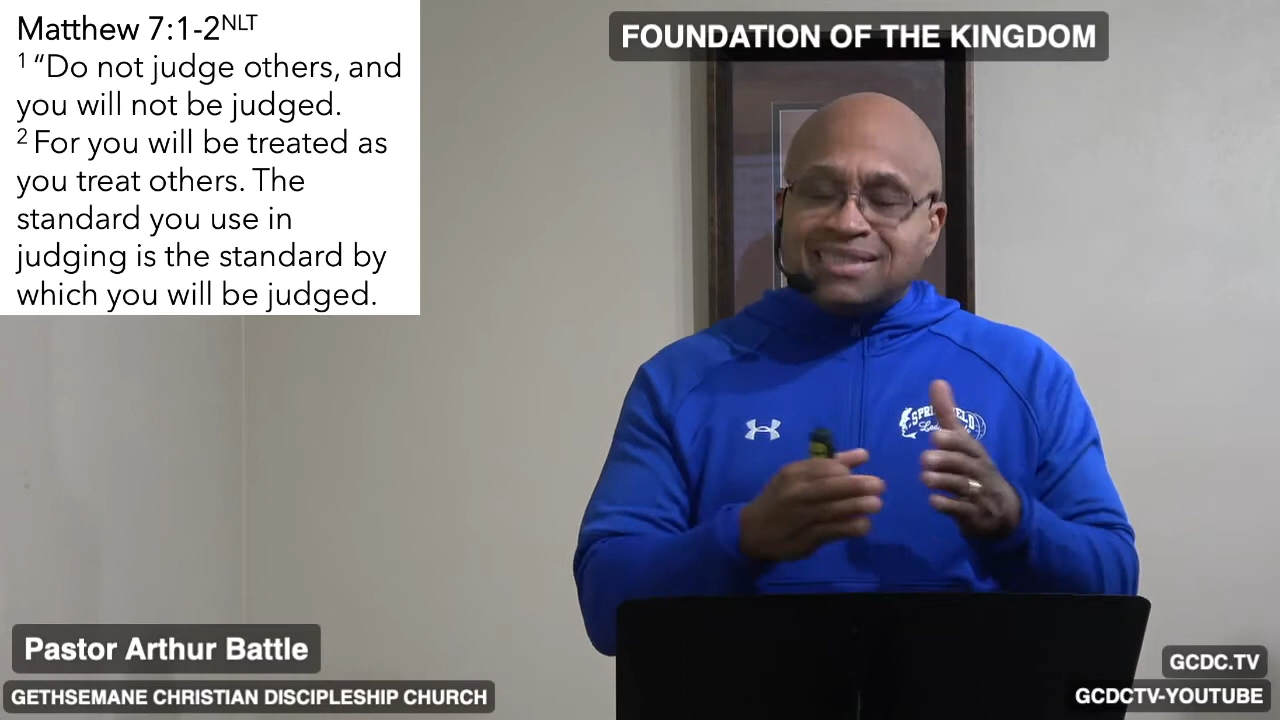 Matthew 7:1-2NLT
1 “Do not judge others, and
you will not be judged.
2 For you will be treated as
you treat others. The
standard you use in
judging is the standard by
which you will be judged.
FOUNDATION OF THE KINGDOM
Pastor Arthur Battle
GETHSEMANE CHRISTIAN DISCIPLESHIP CHURCH
GCDC.TV
GCDCTV-YOUTUBE